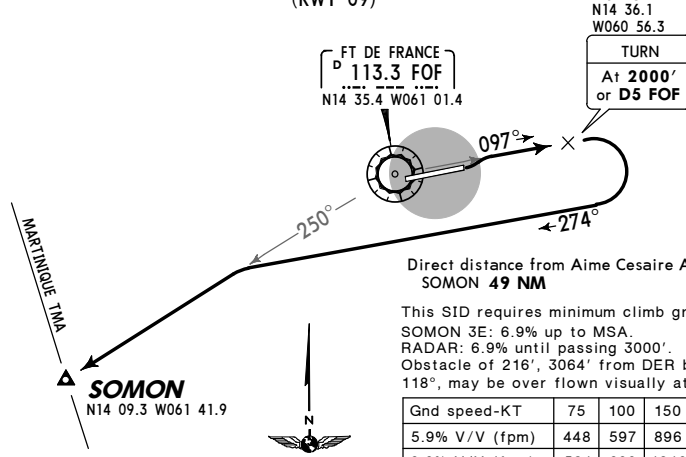 (RWY 09)
N14 36.1
W060 56.3
TURN
At 2000'
or D5 FOF
FT DE FRANCE
D 113.3 FOF
N14 35.4 W061 01.4
097°
250°
274°
MARTINIQUE TMA
SOMON
N14 09.3 W061 41.9
N
Direct distance from Aime Cesaire
SOMON 49 NM
This SID requires minimum climb
SOMON 3E: 6.9% up to MSA.
RADAR: 6.9% until passing 3000'.
Obstacle of 216', 3064' from DER
118°, may be over flown visually
Gnd speed-KT 75 100 150
5.9% V/V (fpm) 448 597 896